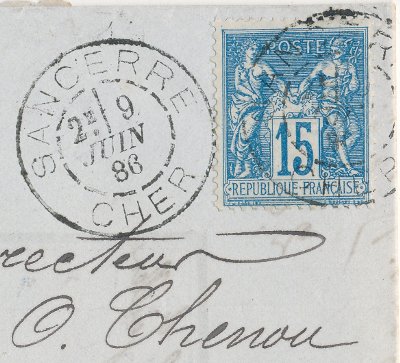 SANCERRE
2E 9
JUIN
86
CHER
POSTE
15
REPUBLIQUE FRANÇAISE
recteur
O. Chenou